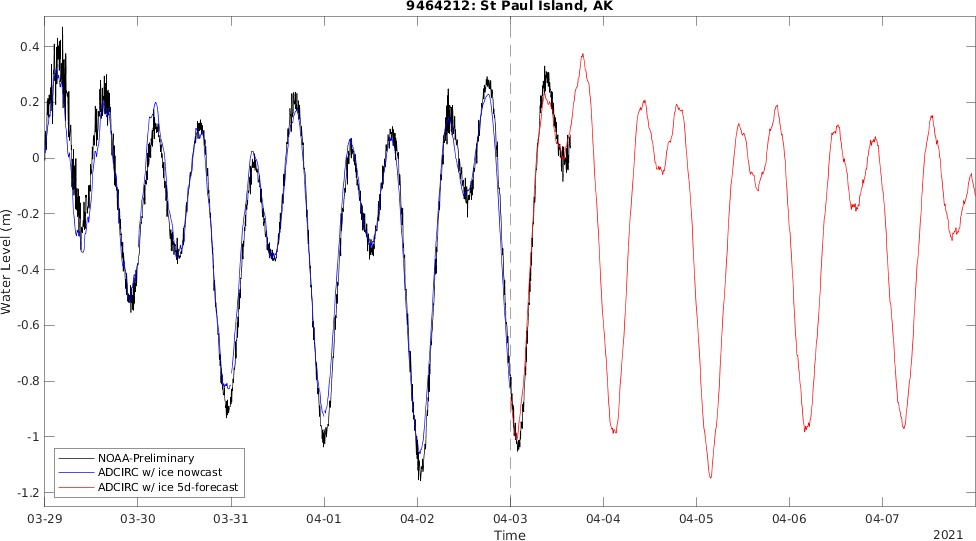 9464212: St Paul Island, AK
Water Level (m)
0.4
0.2
0
-0.2
-0.4
-0.6
-0.8
-1
-1.2
NOAA-Preliminary
ADCIRC w/ ice nowcast
ADCIRC w/ ice 5d-forecast
03-29 03-30 03-31 04-01 04-02 04-03 04-04 04-05 04-06 04-07
Time
2021